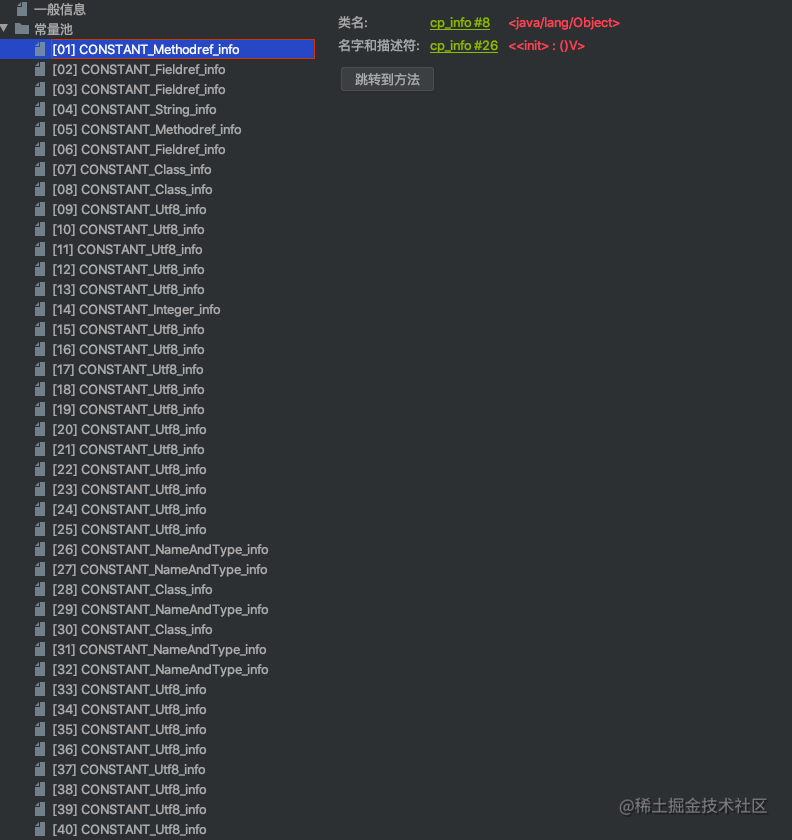 一般信息
常量池
[01] CONSTANT_Methodref_info
[02] CONSTANT_Fieldref_info
[03] CONSTANT_Fieldref_info
[04] CONSTANT_String_info
[05] CONSTANT_Methodref_info
[06] CONSTANT_Fieldref_info
[07] CONSTANT_Class_info
[08] CONSTANT_Class_info
[09] CONSTANT_Utf8_info
[10] CONSTANT_Utf8_info
[11] CONSTANT_Utf8_info
[12] CONSTANT_Utf8_info
[13] CONSTANT_Utf8_info
[14] CONSTANT_Integer_info
[15] CONSTANT_Utf8_info
[16] CONSTANT_Utf8_info
[17] CONSTANT_Utf8_info
[18] CONSTANT_Utf8_info
[19] CONSTANT_Utf8_info
[20] CONSTANT_Utf8_info
[21] CONSTANT_Utf8_info
[22] CONSTANT_Utf8_info
[23] CONSTANT_Utf8_info
[24] CONSTANT_Utf8_info
[25] CONSTANT_Utf8_info
[26] CONSTANT_NameAndType_info
[27] CONSTANT_NameAndType_info
[28] CONSTANT_Class_info
[29] CONSTANT_NameAndType_info
[30] CONSTANT_Class_info
[31] CONSTANT_NameAndType_info
[32] CONSTANT_NameAndType_info
[33] CONSTANT_Utf8_info
[34] CONSTANT_Utf8_info
[35] CONSTANT_Utf8_info
[36] CONSTANT_Utf8_info
[37] CONSTANT_Utf8_info
[38] CONSTANT_Utf8_info
[39] CONSTANT_Utf8_info
[40] CONSTANT_Utf8_info
类名: cp_info #8 <java/lang/Object>
名字和描述符: cp_info #26 <<init> : ()V>
跳转到方法
@稀土掘金技术社区